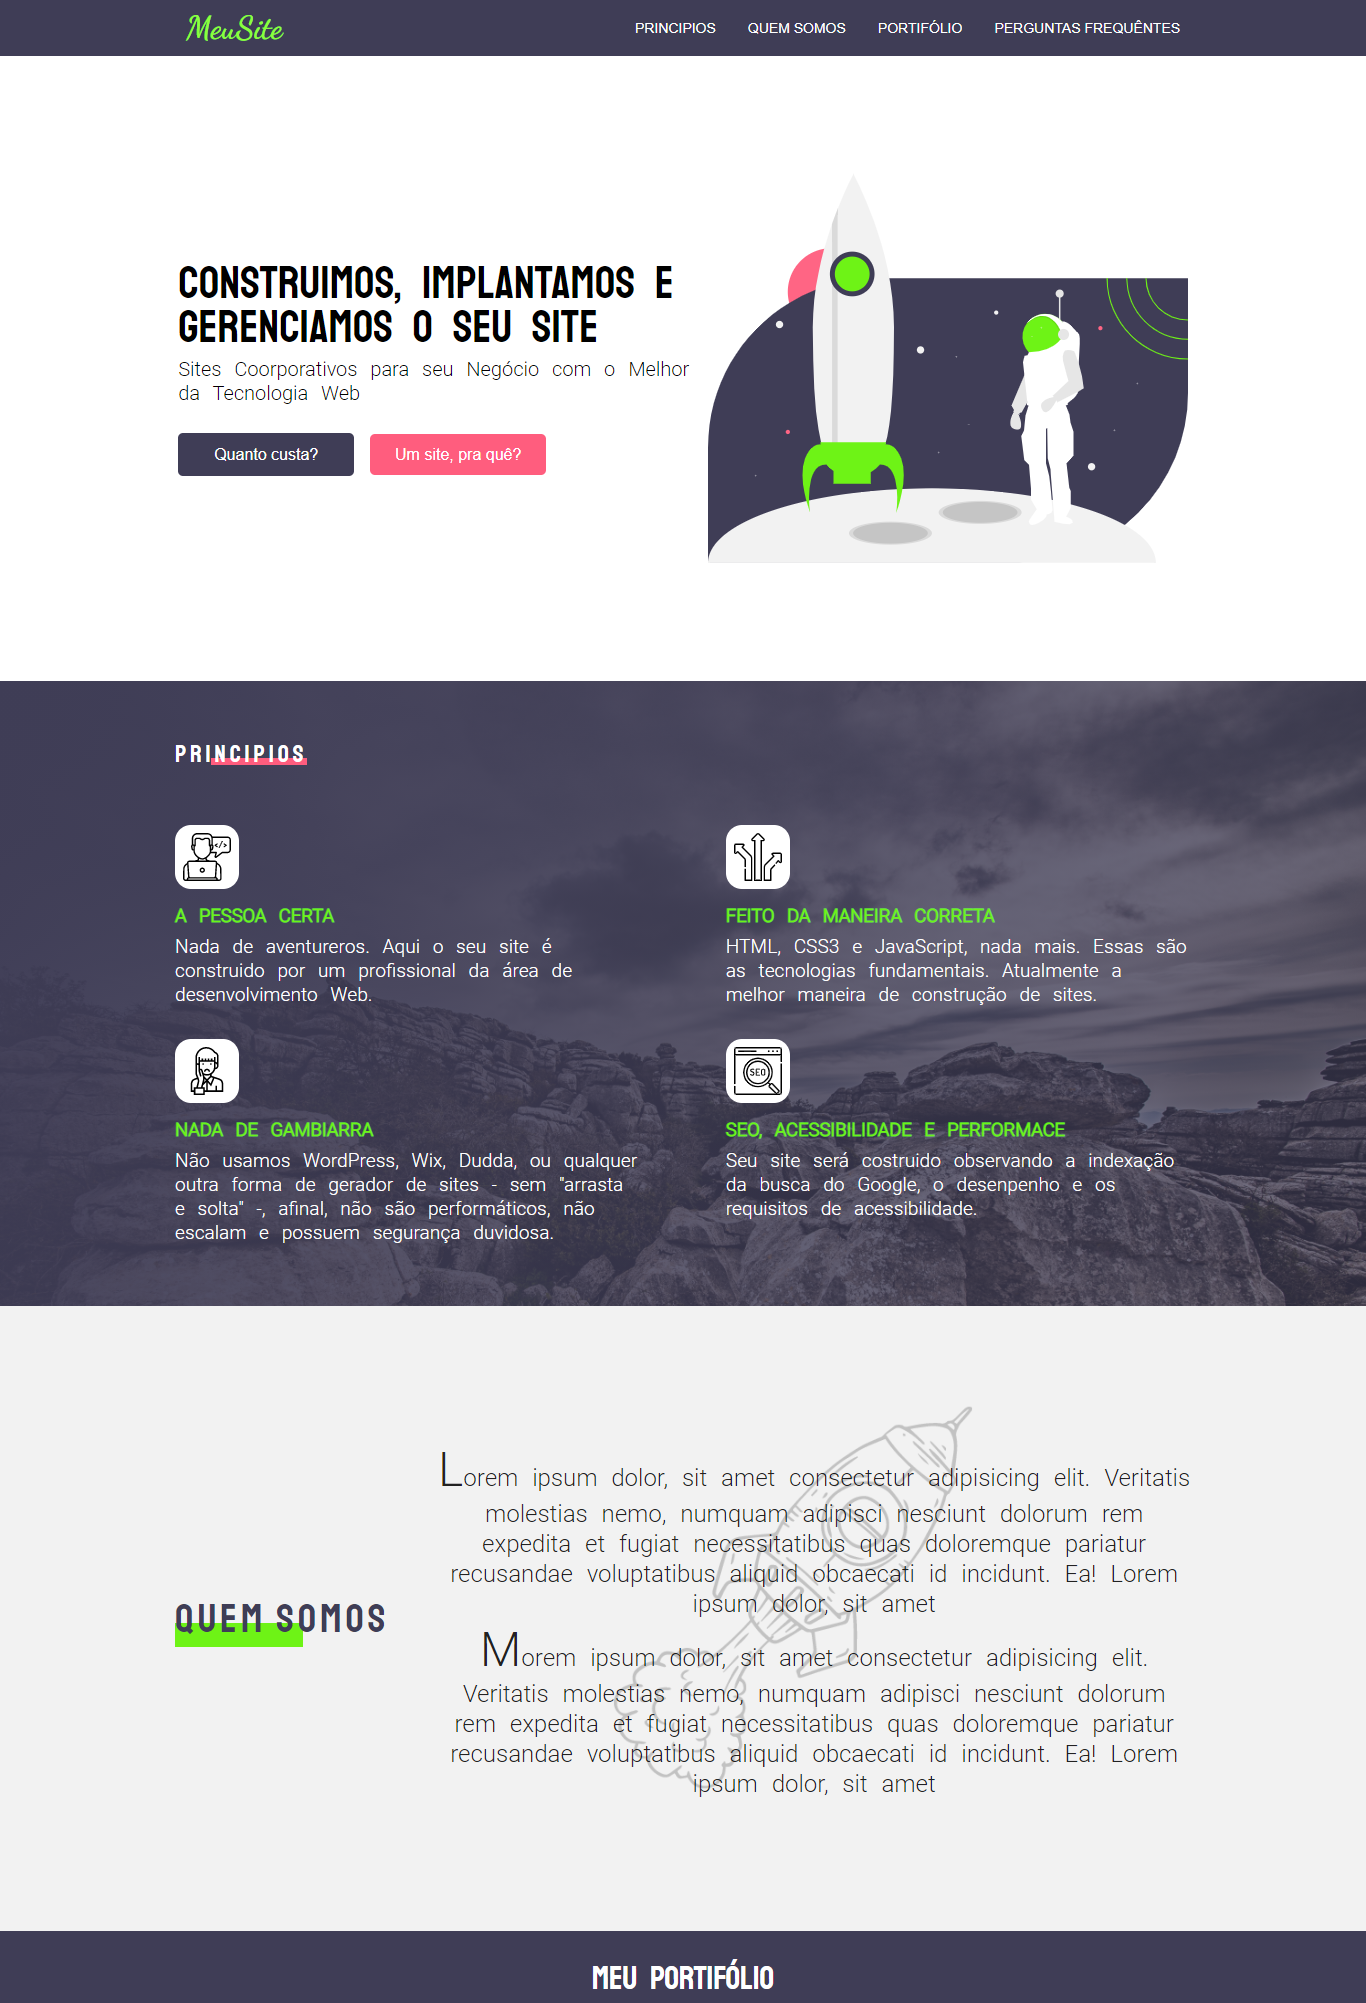 MeuSite
PRINCIPIOS
QUEM SOMOS
PORTIFÓLIO
PERGUNTAS FREQUÊNTES
CONSTRUIMOS, IMPLANTAMOS E
GERENCIAMOS O SEU SITE
Sites Coorporativos para seu Negócio com o Melhor
da Tecnologia Web
Quanto custa?
Um site, pra quê?
PRINCIPIOS
</>
A PESSOA CERTA
Nada de aventureros. Aqui o seu site é
construido por um profissional da área de
desenvolvimento Web.
FEITO DA MANEIRA CORRETA
HTML, CSS3 e JavaScript, nada mais. Essas são
as tecnologias fundamentais. Atualmente a
melhor maneira de construção de sites.
NADA DE GAMBIARRA
Não usamos WordPress, Wix, Dudda, ou qualquer
outra forma de gerador de sites - sem "arrasta
e solta" -, afinal, não são performáticos, não
escalam e possuem segurança duvidosa.
SEO
SEO, ACESSIBILIDADE E PERFORMACE
Seu site será costruido observando a indexação
da busca do Google, o desenpenho e os
requisitos de acessibilidade.
QUEM SOMOS
Lorem ipsum dolor, sit amet consectetur adipisicing elit. Veritatis
molestias nemo, numquam adipisci nesciunt dolorum rem
expedita et fugiat necessitatibus quas doloremque pariatur
recusandae voluptatibus aliquid obcaecati id incidunt. Ea! Lorem
ipsum dolor, sit amet
Morem ipsum dolor, sit amet consectetur adipisicing elit.
Veritatis molestias nemo, numquam adipisci nesciunt dolorum
rem expedita et fugiat necessitatibus quas doloremque pariatur
recusandae voluptatibus aliquid obcaecati id incidunt. Ea! Lorem
ipsum dolor, sit amet
MEU PORTIFÓLIO